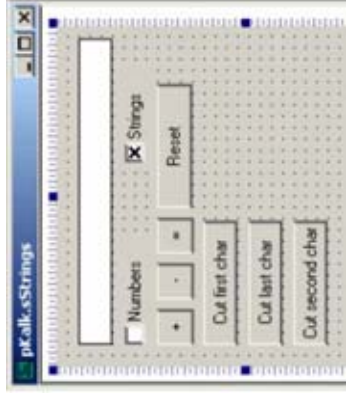 pKalk.sStrings
Numbers Strings
+ - = Reset
Cut first char
Cut last char
Cut second char